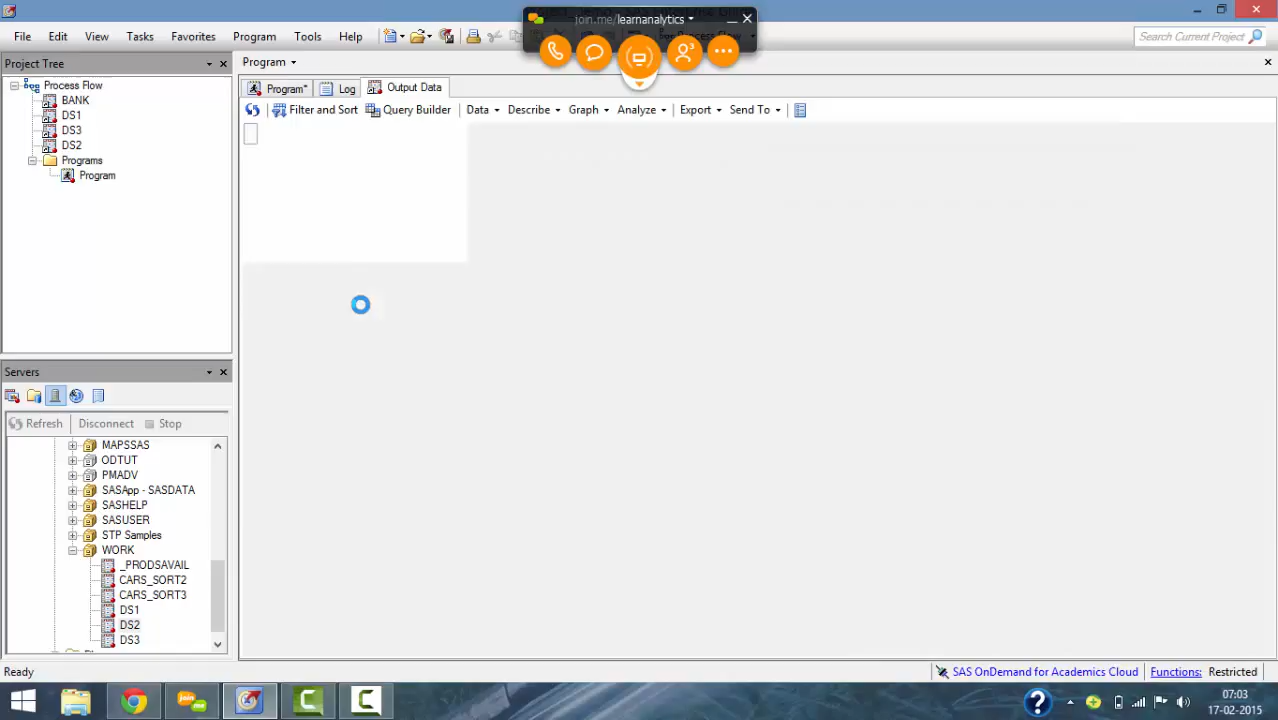 join.me/learnanalytics
File Edit View Tasks Favorites Program Tools Help
Search Current Project
Project Tree
Process Flow
BANK
DS1
DS3
DS2
Programs
Program
Program
Program* Log Output Data
Filter and Sort Query Builder Data Describe Graph Analyze Export Send To
3
Servers
Refresh Disconnect Stop
MAPSSAS
ODTUT
PMADV
SASApp - SASDATA
SASHELP
SASUSER
STP Samples
WORK
_PRODSAVAIL
CARS_SORT2
CARS_SORT3
DS1
DS2
DS3
Ready
SAS OnDemand for Academics Cloud Functions: Restricted
join me
07:03
17-02-2015